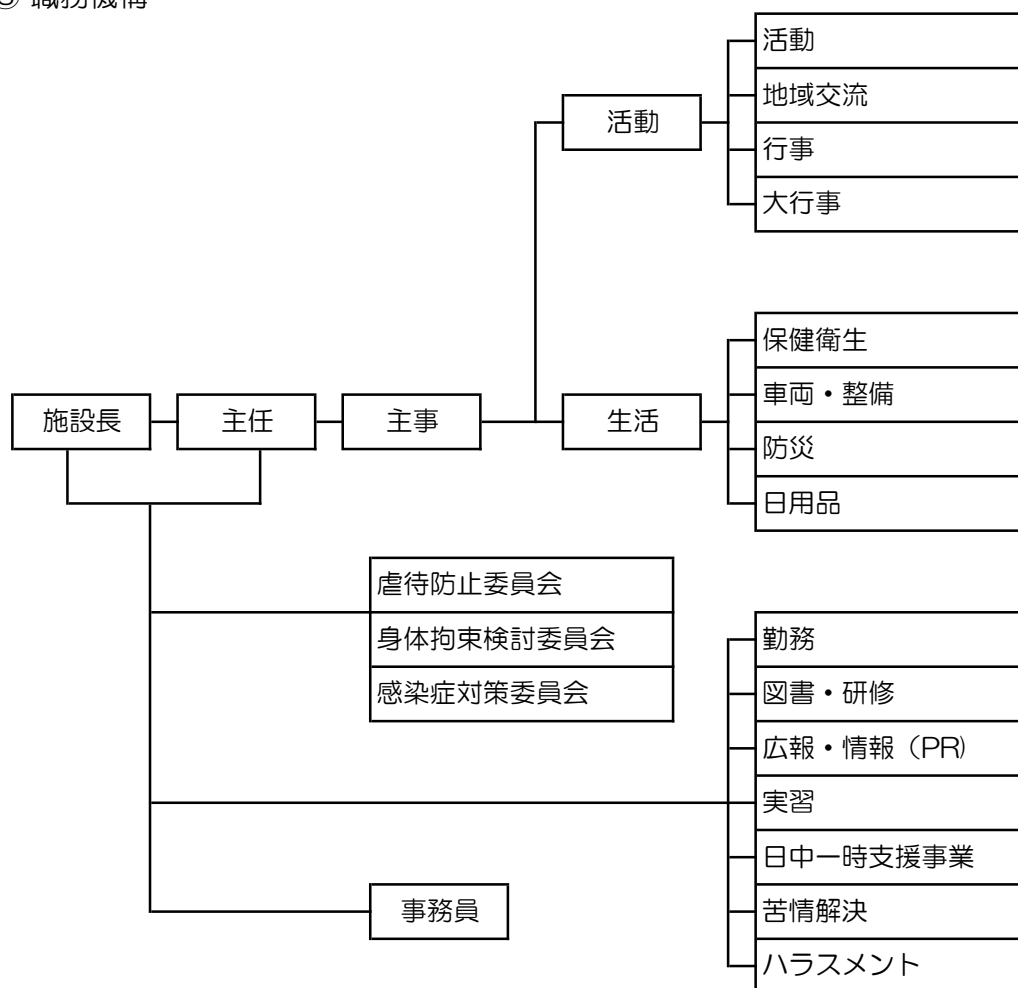 職務機構
活動
地域交流
活動
行事
大行事
保健衛生
車両・整備
施設長
主任
主事
生活
防災
日用品
虐待防止委員会
身体拘束検討委員会
感染症対策委員会
勤務
図書・研修
広報・情報（PR)
実習
日中一時支援事業
事務員
苦情解決
ハラスメント